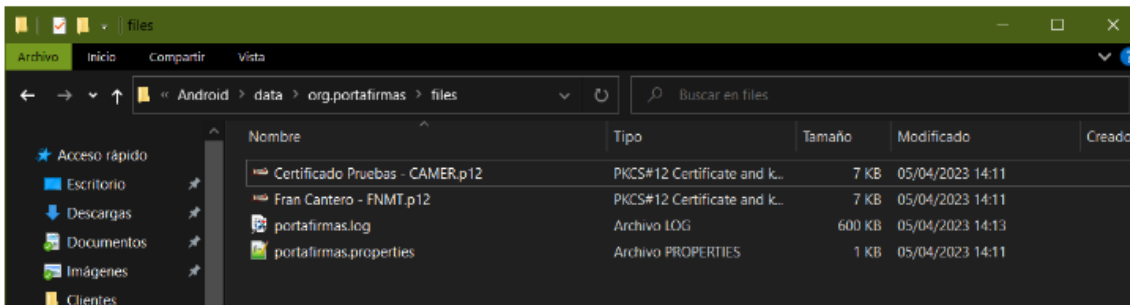 files
Archivo Inicio Compartir Vista
« Android > data > org.portafirmas > files Buscar en files
Nombre Tipo Tamaño Modificado Creado
Acceso rápido
Certificado Pruebas - CAMER.p12 PKCS#12 Certificate and k... 7 KB 05/04/2023 14:11
Escritorio
Fran Cantero - FNMT.p12 PKCS#12 Certificate and k... 7 KB 05/04/2023 14:11
Descargas
portafirmas.log Archivo LOG 600 KB 05/04/2023 14:13
Documentos
portafirmas.properties Archivo PROPERTIES 1 KB 05/04/2023 14:11
Imágenes
Clientes